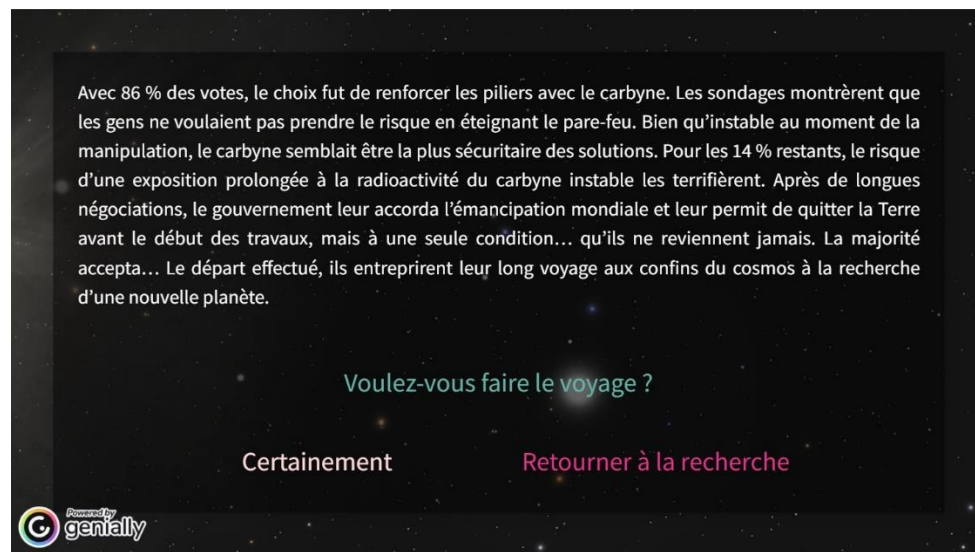 Avec 86 % des votes, le choix fut de renforcer les piliers avec le carbyne. Les sondages montrèrent que
les gens ne voulaient pas prendre le risque en éteignant le pare-feu. Bien qu’instable au moment de la
manipulation, le carbyne semblait être la plus sécuritaire des solutions. Pour les 14 % restants, le risque
d’une exposition prolongée à la radioactivité du carbyne instable les terrifièrent. Après de longues
négociations, le gouvernement leur accorda l’émancipation mondiale et leur permit de quitter la Terre
avant le début des travaux, mais à une seule condition… qu’ils ne reviennent jamais. La majorité
accepta… Le départ effectué, ils entreprirent leur long voyage aux confins du cosmos à la recherche
d’une nouvelle planète.
Voulez-vous faire le voyage ?
Certainement
Retourner à la recherche
Powered by
genially